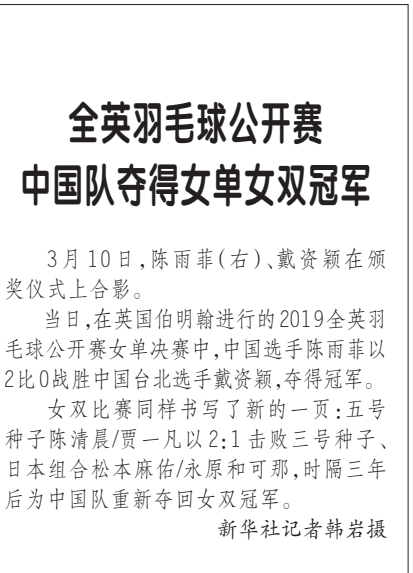 全英羽毛球公开赛
中国队夺得女单女双冠军
3月10日,陈雨菲(右)、戴资颖在颁
奖仪式上合影。
当日,在英国伯明翰进行的2019全英羽
毛球公开赛女单决赛中,中国选手陈雨菲以
2比0战胜中国台北选手戴资颖,夺得冠军。
女双比赛同样书写了新的一页:五号
种子陈清晨/贾一凡以2:1击败三号种子、
日本组合松本麻佑/永原和可那,时隔三年
后为中国队重新夺回女双冠军。
新华社记者韩岩摄